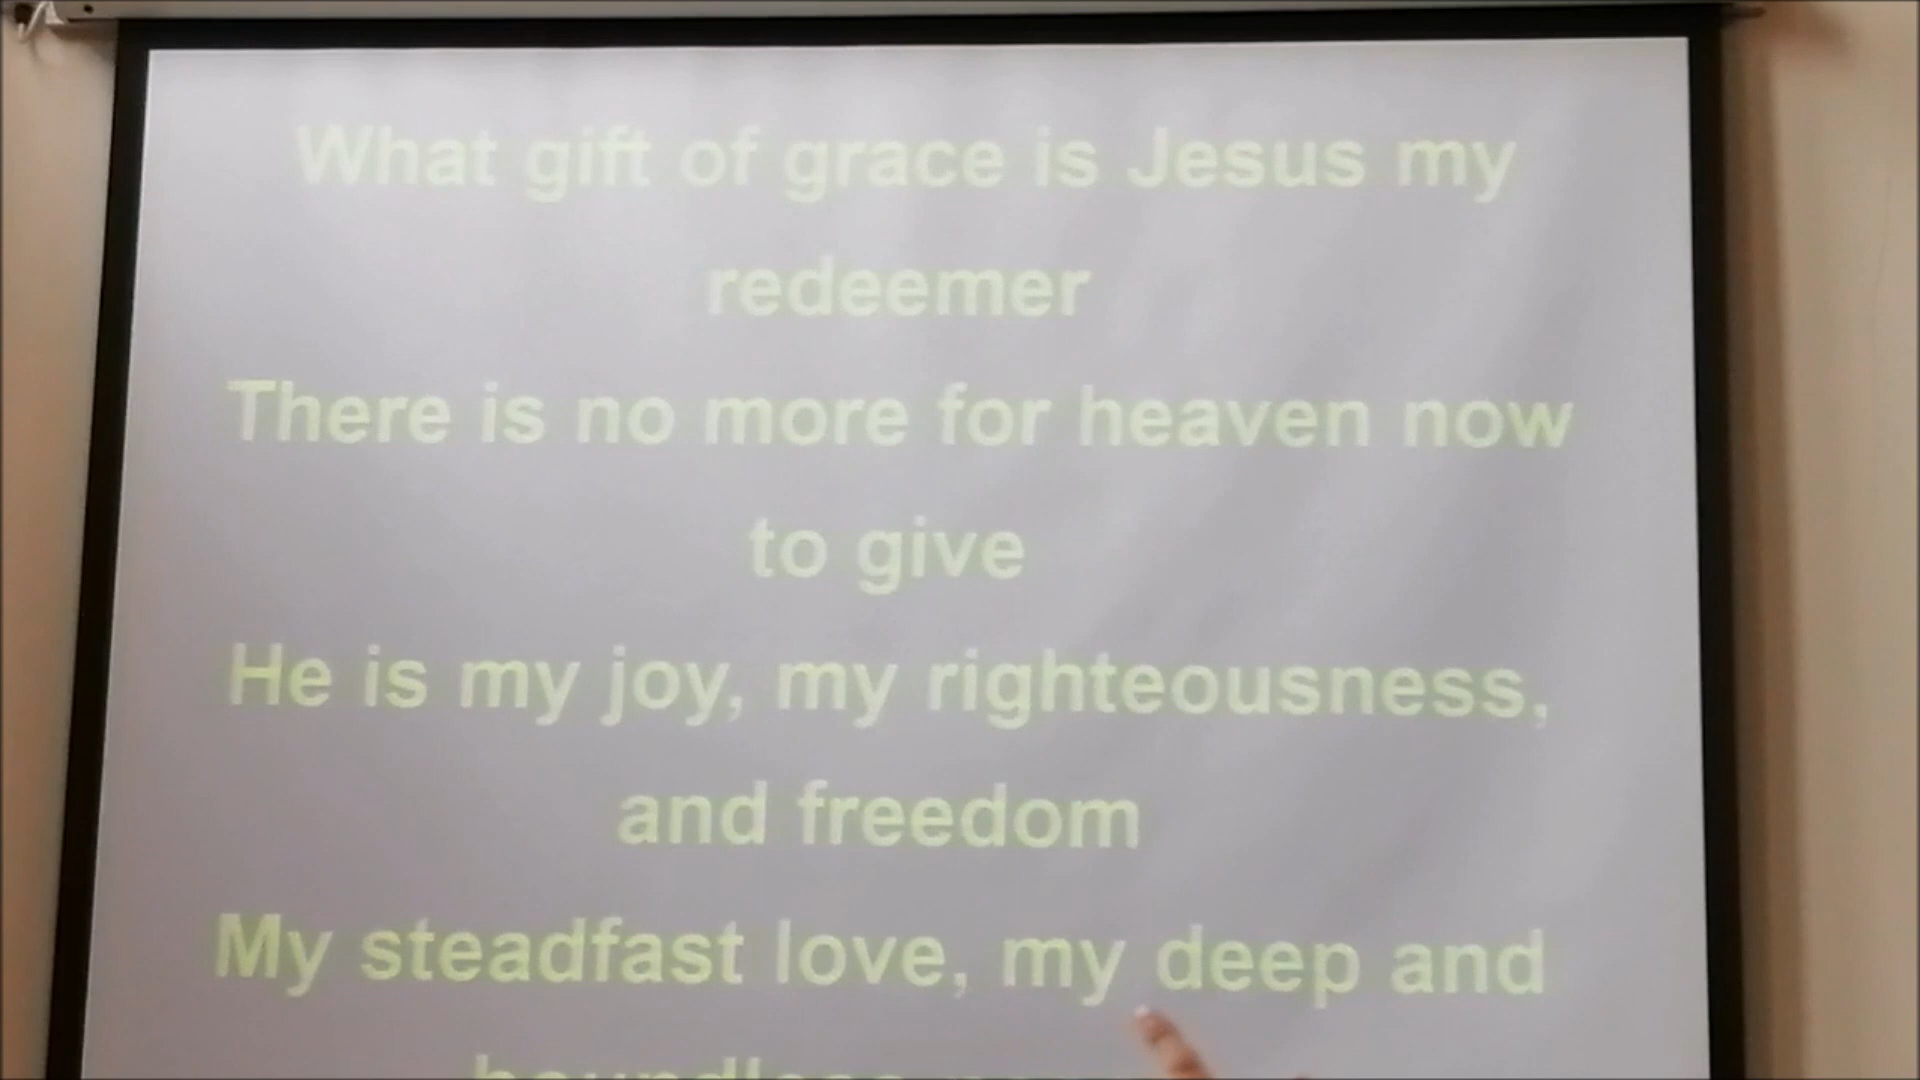 What gift of grace is Jesus my
redeemer
There is no more for heaven now
to give
He is my joy, my righteousness,
and freedom
My steadfast love, my deep and
boundless